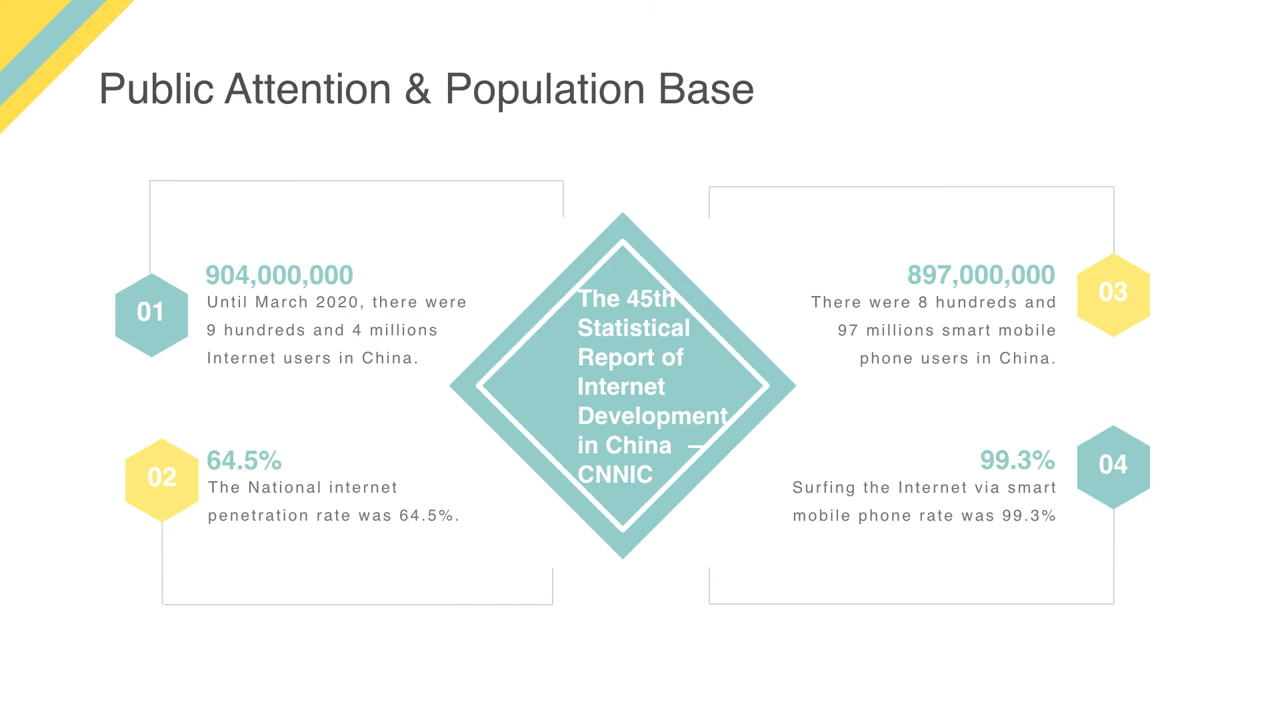 Public Attention & Population Base
01
904,000,000
Until March 2020, there were
9 hundreds and 4 millions
Internet users in China.
02
64.5%
The National internet
penetration rate was 64.5%.
The 45th
Statistical
Report of
Internet
Development
in China —
CNNIC
897,000,000
03
There were 8 hundreds and
97 millions smart mobile
phone users in China.
99.3%
04
Surfing the Internet via smart
mobile phone rate was 99.3%